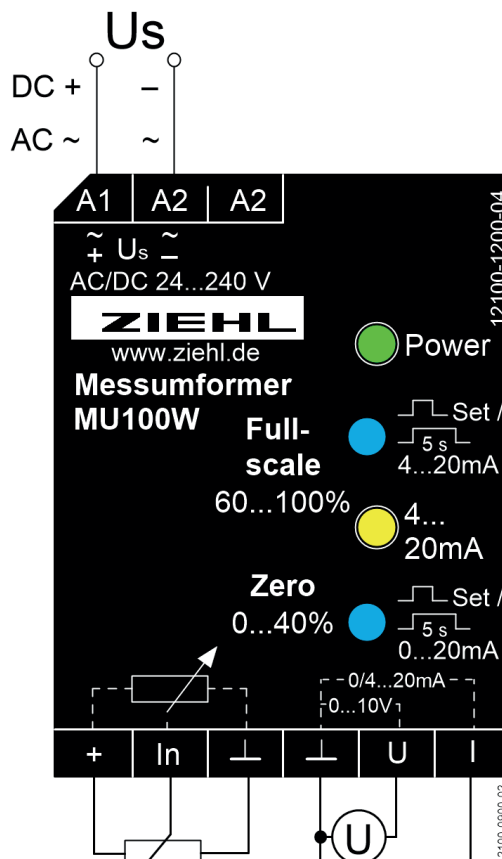 Us
DC + –
AC ~ ~
A1 A2 A2
~ ~
+ Us –
AC/DC 24...240 V
ZIEHL
www.ziehl.de
Messumformer
MU100W
12100-1200-04
Power
Full-
scale
60...100%
Set /
5 s
4...20mA
4...
20mA
Zero
0...40%
Set /
5 s
0...20mA
0/4...20mA
0...10V
+ In ⊥ ⊥ U I
U